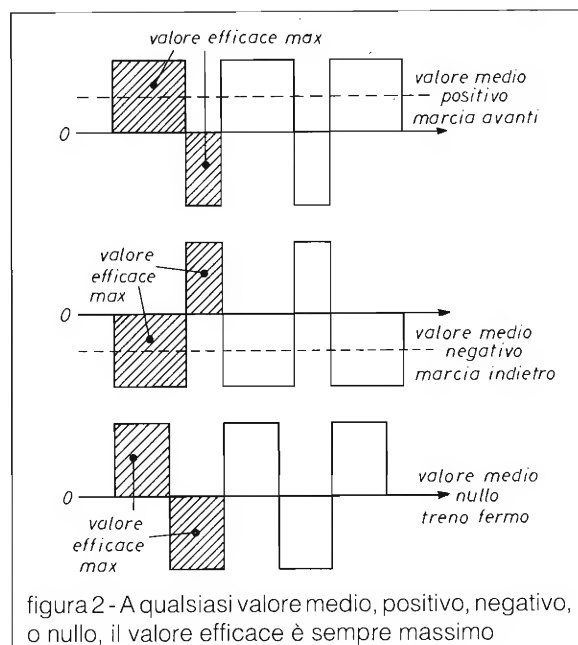 valore efficace max
valore medio
positivo
marcia avanti
0
valore
efficace
max
0
valore medio
negativo
marcia indietro
0
valore medio
nullo
treno fermo
valore
efficace
max
figura 2 - A qualsiasi valore medio, positivo, negativo,
o nullo, il valore efficace è sempre massimo